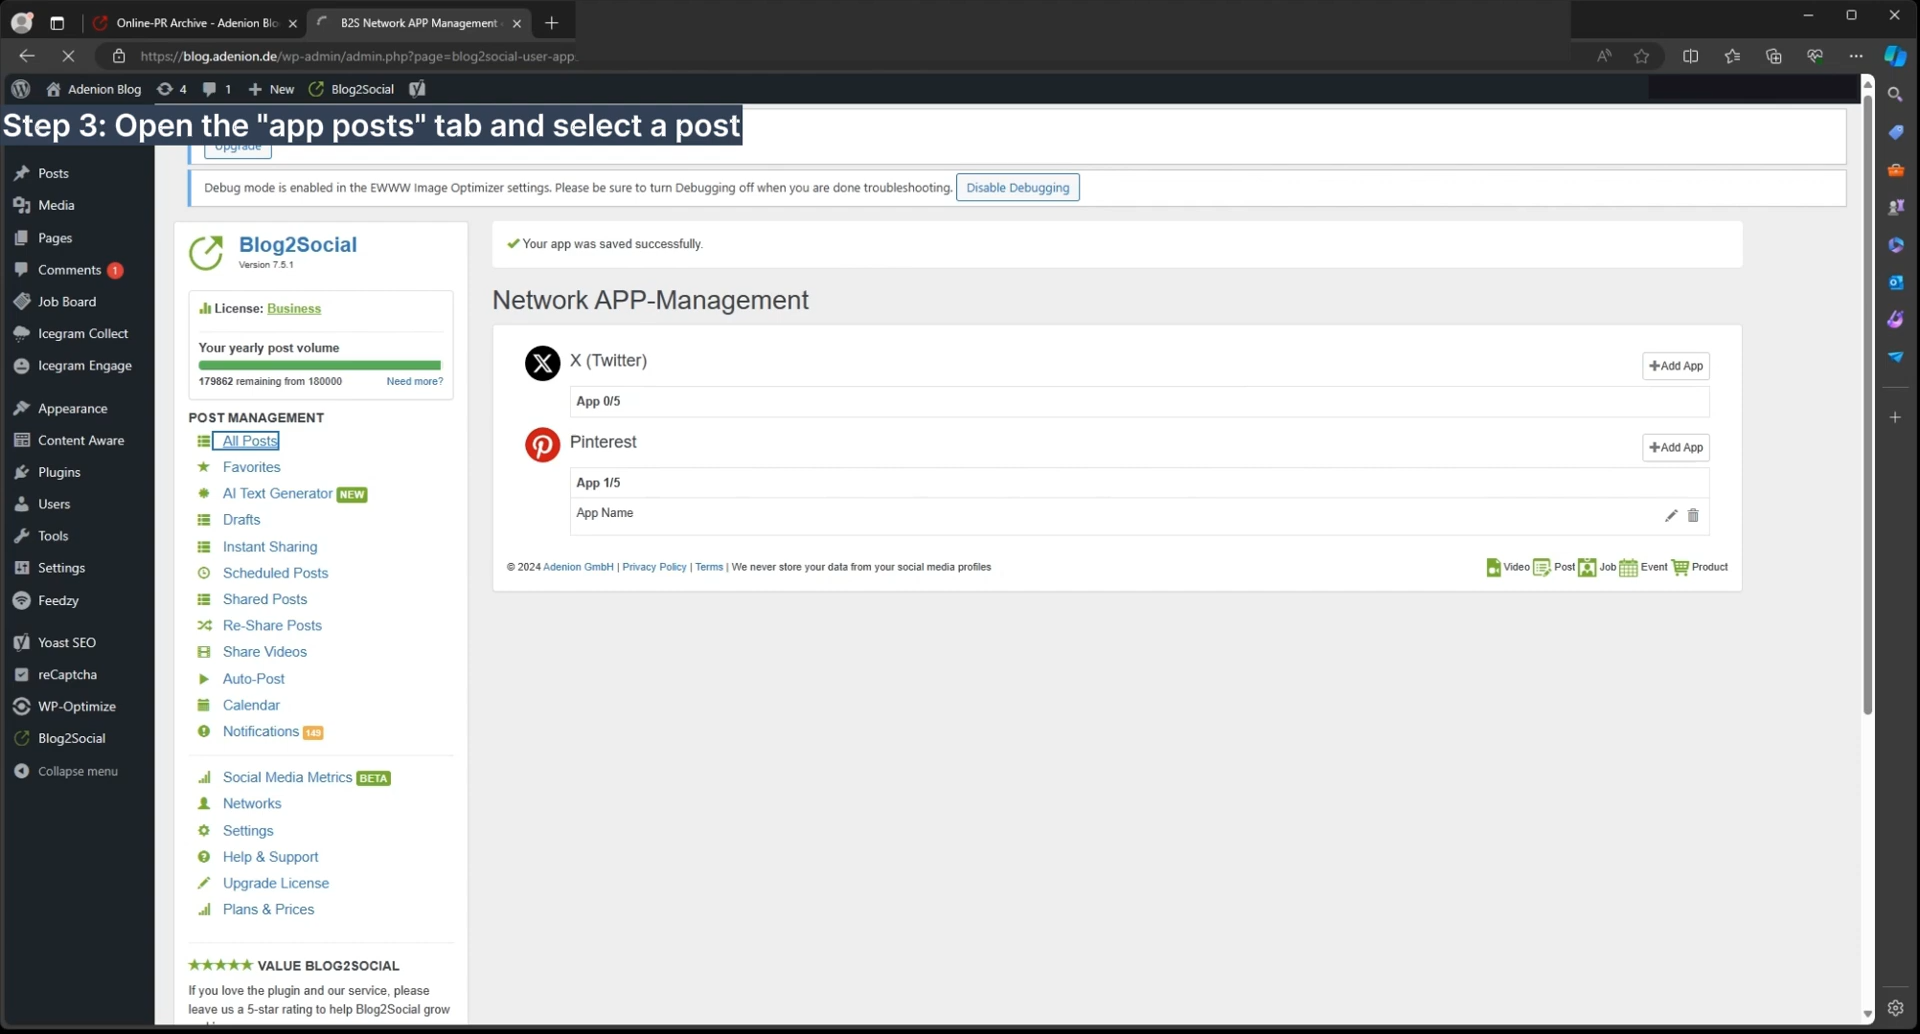 Online-PR Archive - Adenion Blo
B2S Network APP Management
https://blog.adenion.de/wp-admin/admin.php?page=blog2social-user-app
Adenion Blog
4
1
New
Blog2Social
Step 3: Open the "app posts" tab and select a post
Upgrade
Debug mode is enabled in the EWWW Image Optimizer settings. Please be sure to turn Debugging off when you are done troubleshooting. Disable Debugging
Posts
Media
Pages
Comments 1
Job Board
Icegram Collect
Icegram Engage
Appearance
Content Aware
Plugins
Users
Tools
Settings
Feedzy
Yoast SEO
reCaptcha
WP-Optimize
Blog2Social
Collapse menu
Blog2Social
Version 7.5.1
License: Business
Your yearly post volume
179862 remaining from 180000 Need more?
POST MANAGEMENT
All Posts
Favorites
AI Text Generator NEW
Drafts
Instant Sharing
Scheduled Posts
Shared Posts
Re-Share Posts
Share Videos
Auto-Post
Calendar
Notifications 149
Social Media Metrics BETA
Networks
Settings
Help & Support
Upgrade License
Plans & Prices
VALUE BLOG2SOCIAL
If you love the plugin and our service, please
leave us a 5-star rating to help Blog2Social grow
Your app was saved successfully.
Network APP-Management
X (Twitter)
+Add App
App 0/5
Pinterest
+Add App
App 1/5
App Name
© 2024 Adenion GmbH | Privacy Policy | Terms | We never store your data from your social media profiles
Video Post Job Event Product